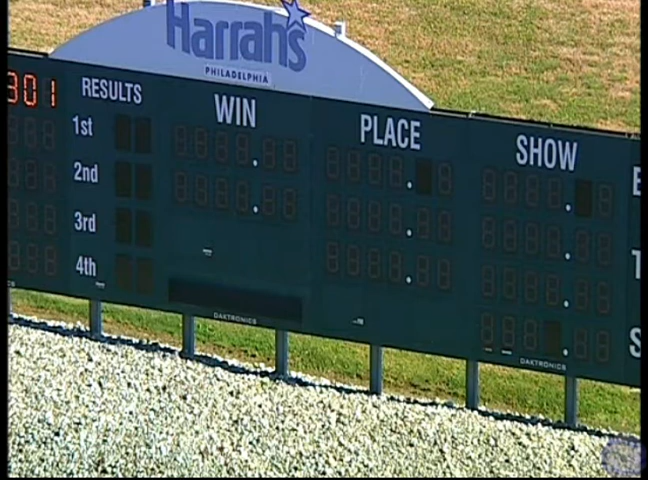 Harrah's
PHILADELPHIA
301
RESULTS
WIN
PLACE
SHOW
1st
2nd
3rd
4th
DAKTRONICS
DAKTRONICS